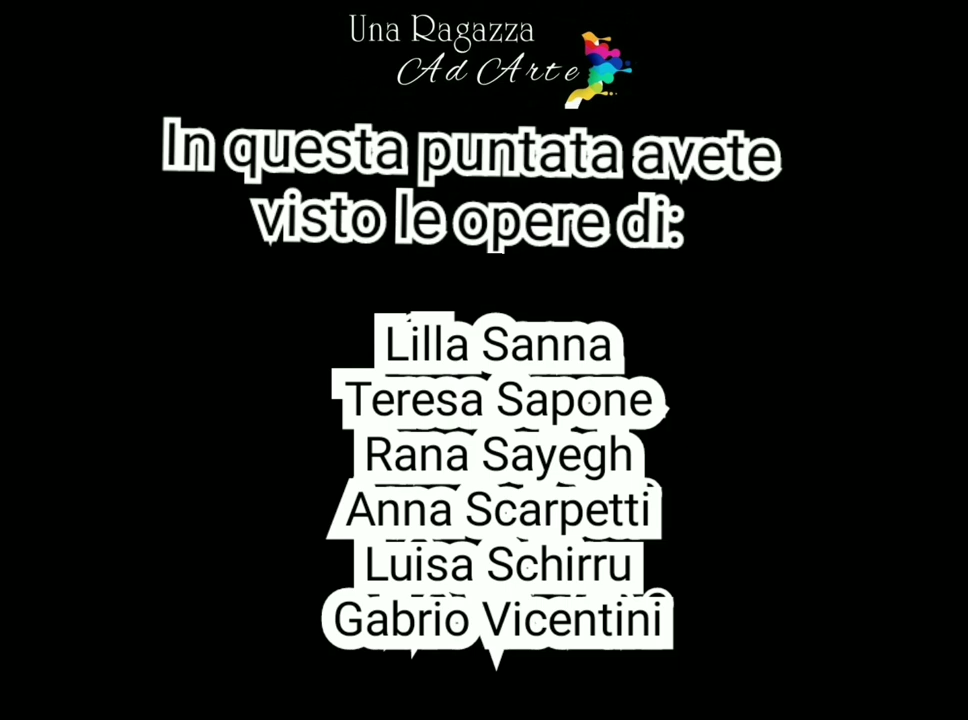 Una Ragazza
Ad Arte
In questa puntata avete
visto le opere di:
Lilla Sanna
Teresa Sapone
Rana Sayegh
Anna Scarpetti
Luisa Schirru
Gabrio Vicentini